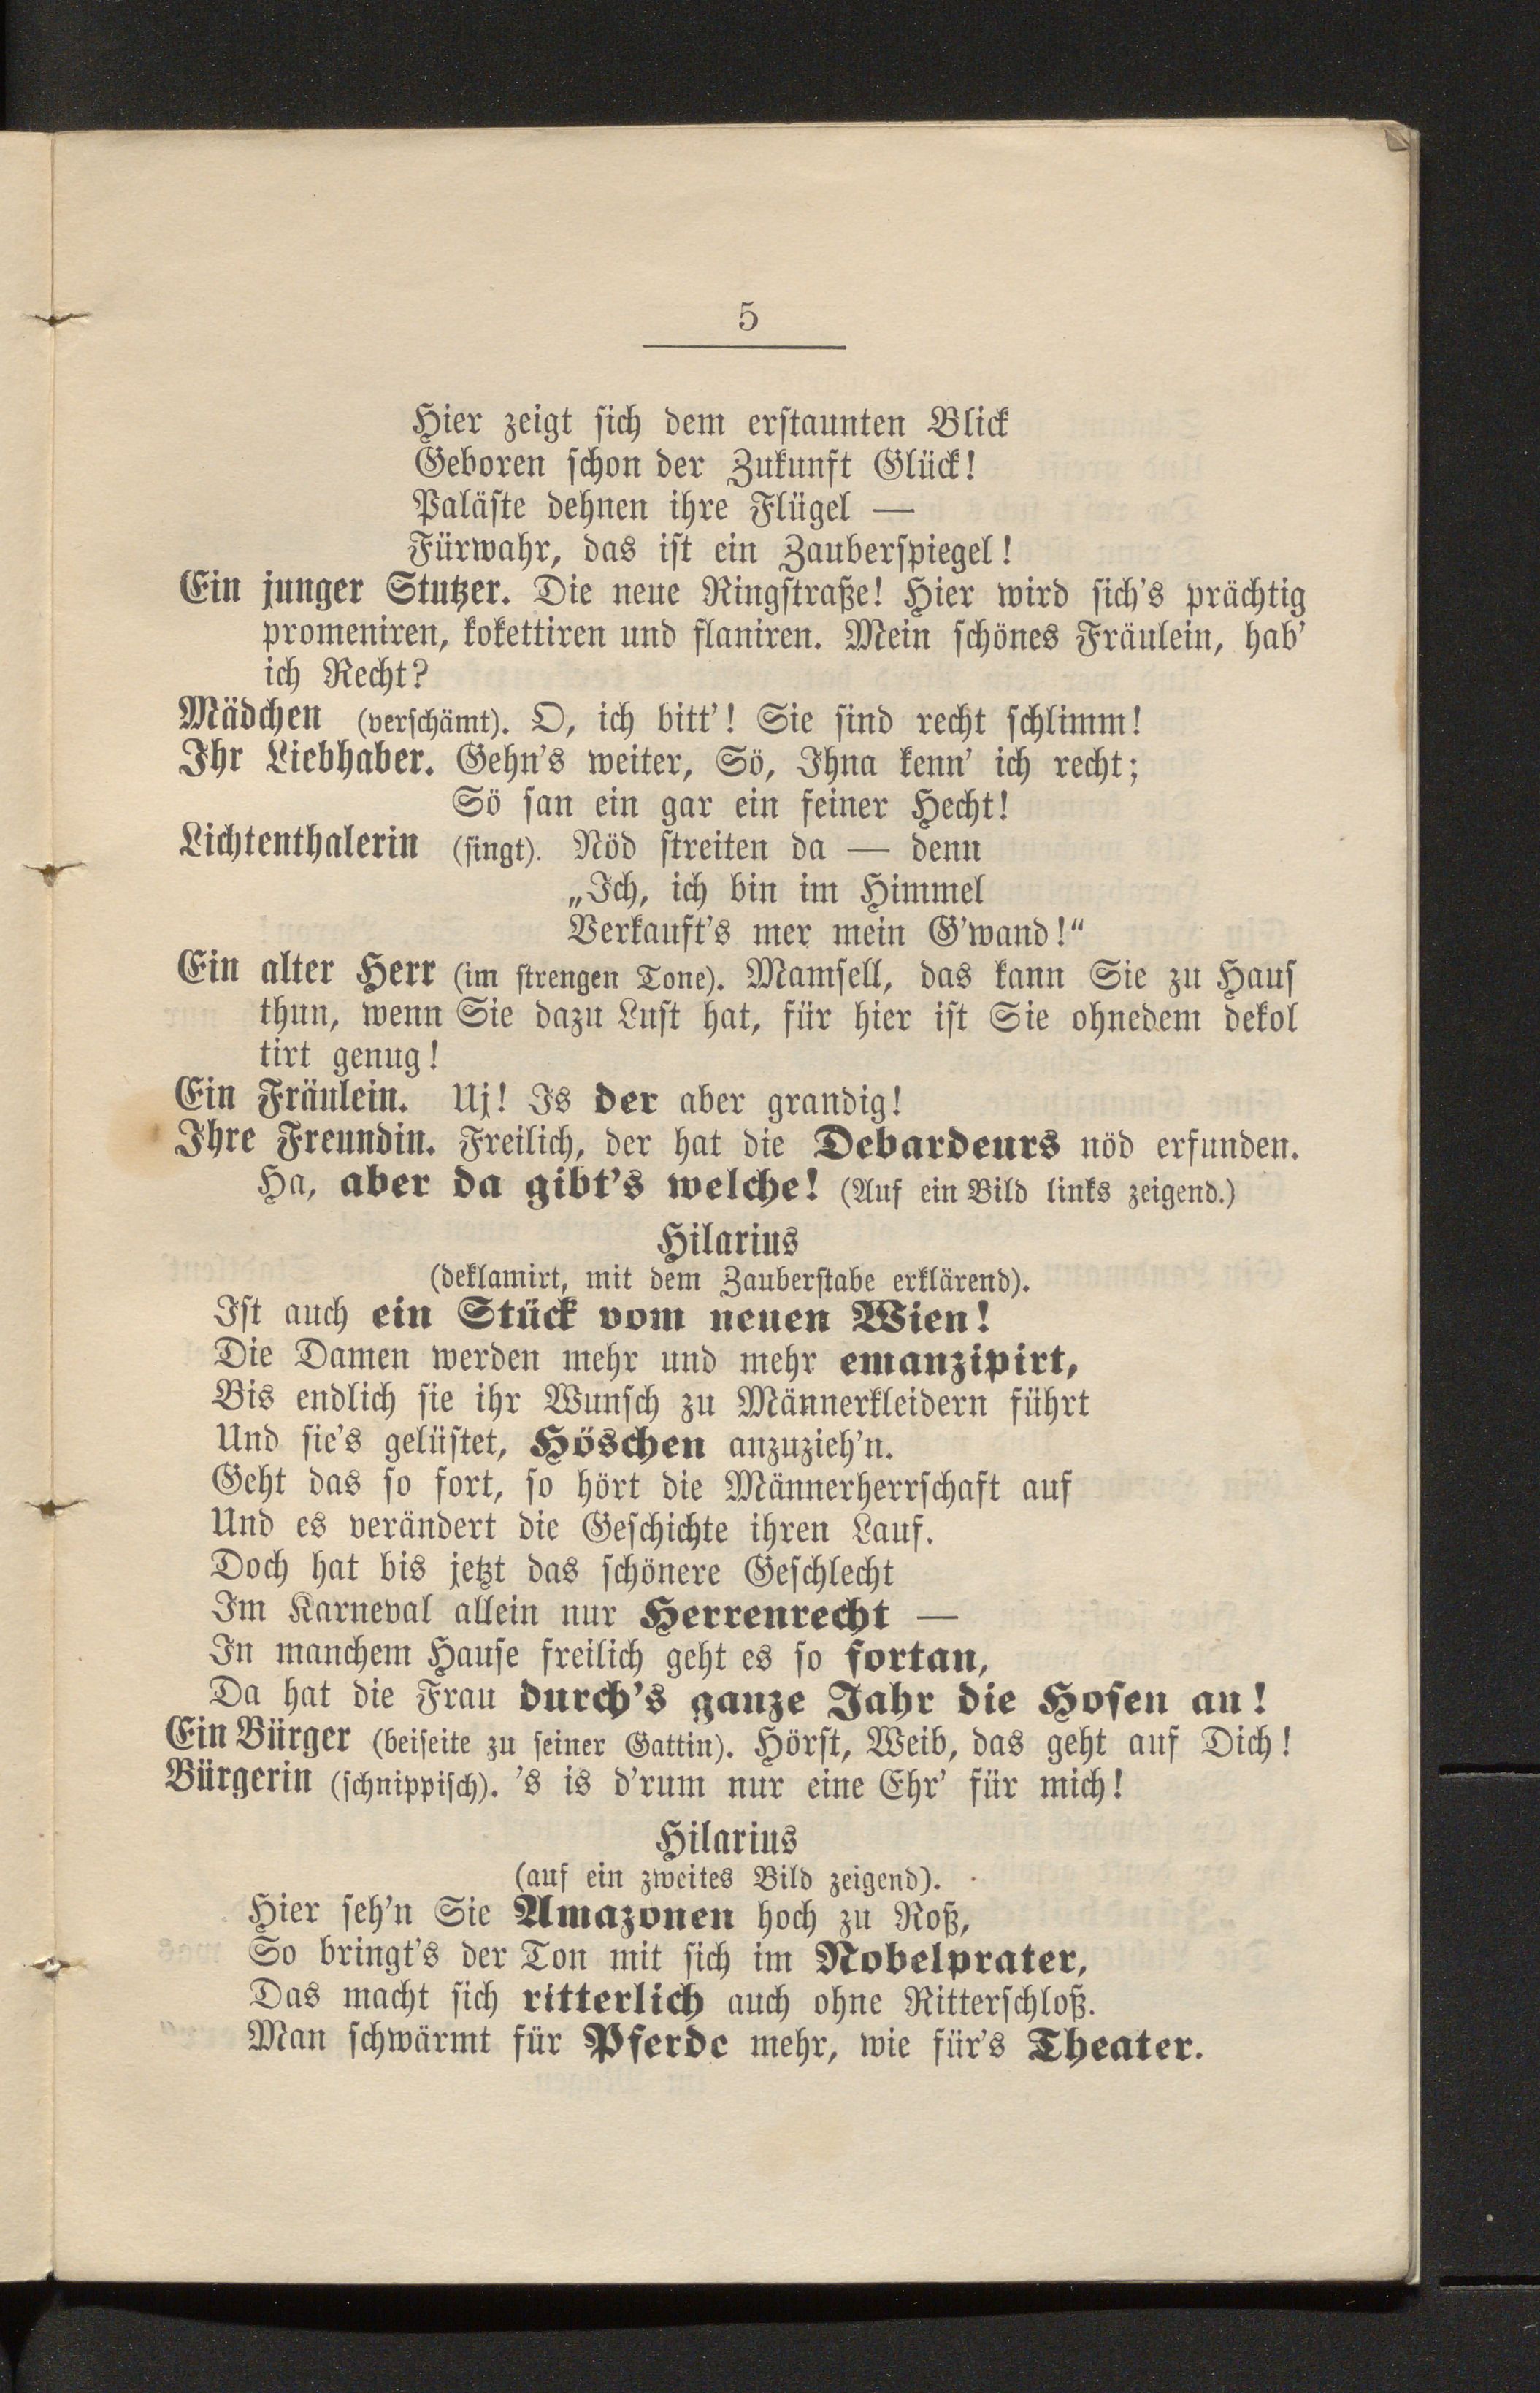 5
Hier zeigt sich dem erstaunten Blick
Geboren schon der Zukunft Glück!
Paläste dehnen ihre Flügel —
Fürwahr, das ist ein Zauberspiegel!
Ein junger Stutzer. Die neue Ringstraße! Hier wird sich's prächtig
promeniren, kokettiren und flaniren. Mein schönes Fräulein, hab'
ich Recht?
Mädchen (verschämt). O, ich bitt'! Sie sind recht schlimm!
Ihr Liebhaber. Gehn's weiter, Sö, Ihna kenn' ich recht;
Sö san ein gar ein feiner Hecht!
Lichtenthalerin (singt). Nöd streiten da — denn
„Ich, ich bin im Himmel
Verkauft's mer mein G'wand!“
Ein alter Herr (im strengen Tone). Mamsell, das kann Sie zu Haus
thun, wenn Sie dazu Lust hat, für hier ist Sie ohnedem dekol
tirt genug!
Ein Fräulein. Uj! Is der aber grandig!
Ihre Freundin. Freilich, der hat die Debardeurs nöd erfunden.
Ha, aber da gibt's welche! (Auf ein Bild links zeigend.)
Hilarius
(deklamirt, mit dem Zauberstabe erklärend).
Ist auch ein Stück vom neuen Wien!
Die Damen werden mehr und mehr emanzipirt,
Bis endlich sie ihr Wunsch zu Männerkleidern führt
Und sie's gelüstet, Höschen anzuzieh'n.
Geht das so fort, so hört die Männerherrschaft auf
Und es verändert die Geschichte ihren Lauf.
Doch hat bis jetzt das schönere Geschlecht
Im Karneval allein nur Herrenrecht —
In manchem Hause freilich geht es so fortan,
Da hat die Frau durch's ganze Jahr die Hosen an!
Ein Bürger (beiseite zu seiner Gattin). Hörst, Weib, das geht auf Dich!
Bürgerin (schnippisch). 's is d'rum nur eine Ehr' für mich!
Hilarius
(auf ein zweites Bild zeigend).
Hier seh'n Sie Amazonen hoch zu Roß,
So bringt's der Ton mit sich im Nobelprater,
Das macht sich ritterlich auch ohne Ritterschloß.
Man schwärmt für Pferde mehr, wie für's Theater.